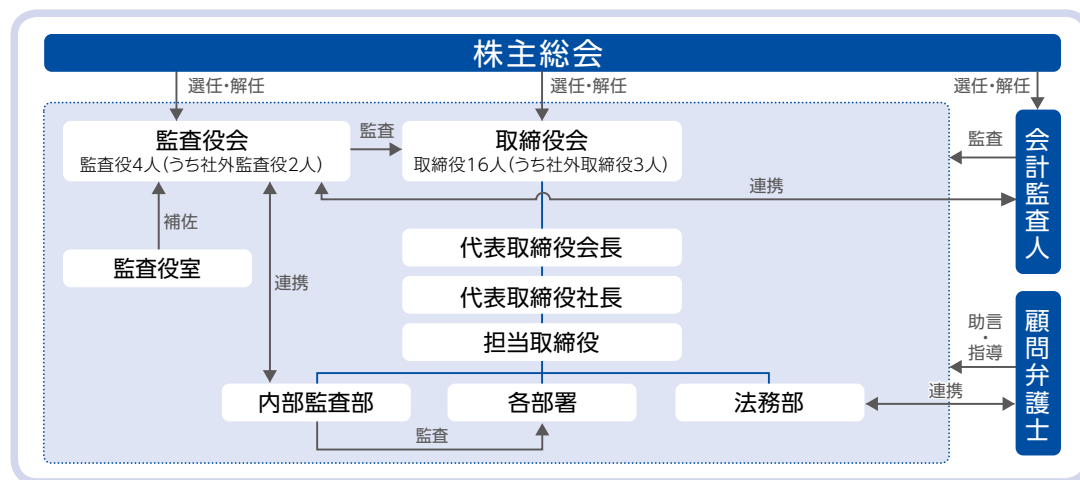 株主総会
選任・解任
選任・解任
選任・解任
監査役会
監査役4人(うち社外監査役2人)
監査
取締役会
取締役16人(うち社外取締役3人)
監査
会計監査人
連携
補佐
監査役室
連携
代表取締役会長
代表取締役社長
担当取締役
助言
・
指導
顧問弁護士
連携
内部監査部
各部署
法務部
監査